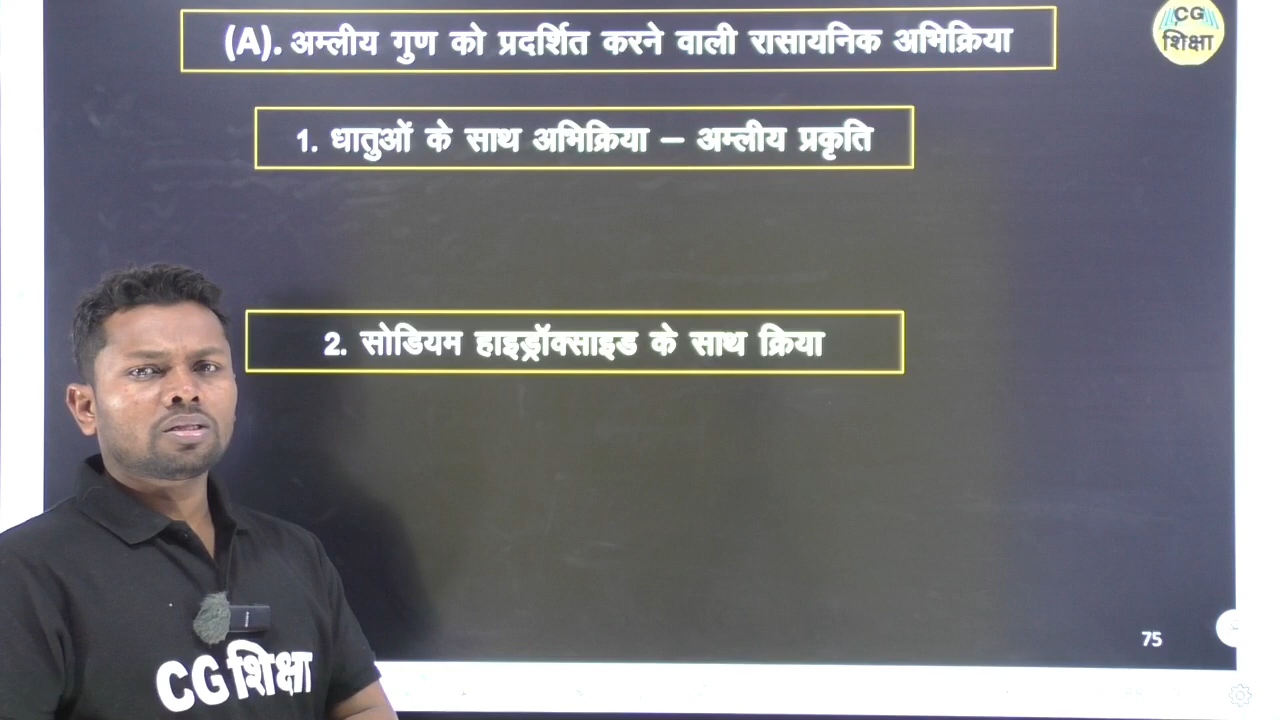 (A). अम्लीय गुण को प्रदर्शित करने वाली रासायनिक अभिक्रिया
CG
शिक्षा
1. धातुओं के साथ अभिक्रिया – अम्लीय प्रकृति
2. सोडियम हाइड्रॉक्साइड के साथ क्रिया
75
CG शिक्षा